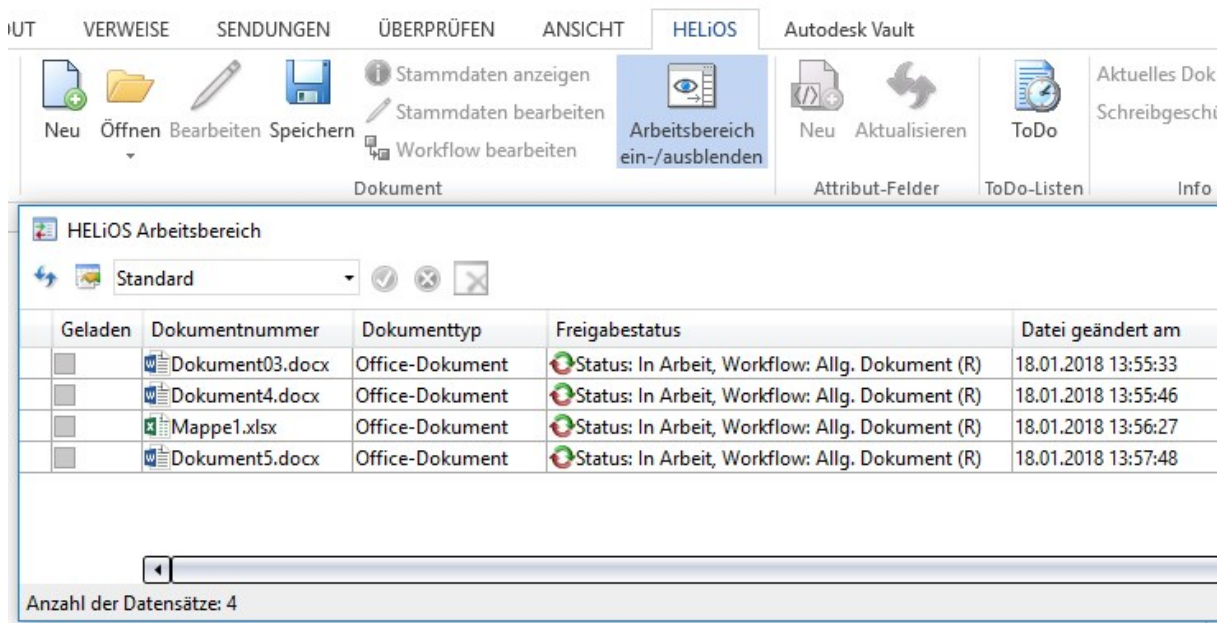 OUT VERWEISE SENDUNGEN ÜBERPRÜFEN ANSICHT HELiOS Autodesk Vault
Neu Öffnen Bearbeiten Speichern
Stammdaten anzeigen
Stammdaten bearbeiten
Workflow bearbeiten
Arbeitsbereich
ein-/ausblenden
Neu Aktualisieren
ToDo
Aktuelles Dok
Schreibgeschü
Dokument Attribut-Felder ToDo-Listen Info
HELiOS Arbeitsbereich
Standard
Geladen Dokumentnummer Dokumenttyp Freigabestatus Datei geändert am
Dokument03.docx Office-Dokument Status: In Arbeit, Workflow: Allg. Dokument (R) 18.01.2018 13:55:33
Dokument4.docx Office-Dokument Status: In Arbeit, Workflow: Allg. Dokument (R) 18.01.2018 13:55:46
Mappe1.xlsx Office-Dokument Status: In Arbeit, Workflow: Allg. Dokument (R) 18.01.2018 13:56:27
Dokument5.docx Office-Dokument Status: In Arbeit, Workflow: Allg. Dokument (R) 18.01.2018 13:57:48
Anzahl der Datensätze: 4